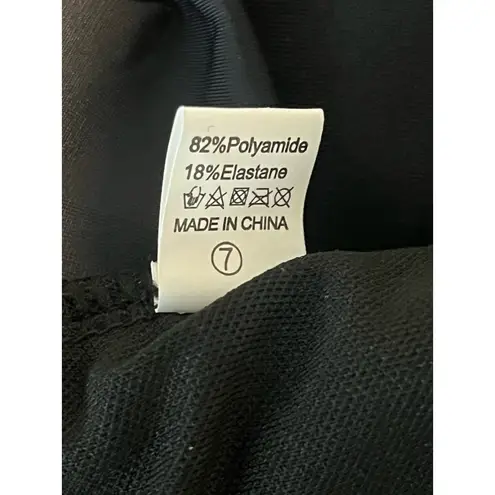 82%Polyamide
18%Elastane
MADE IN CHINA
7